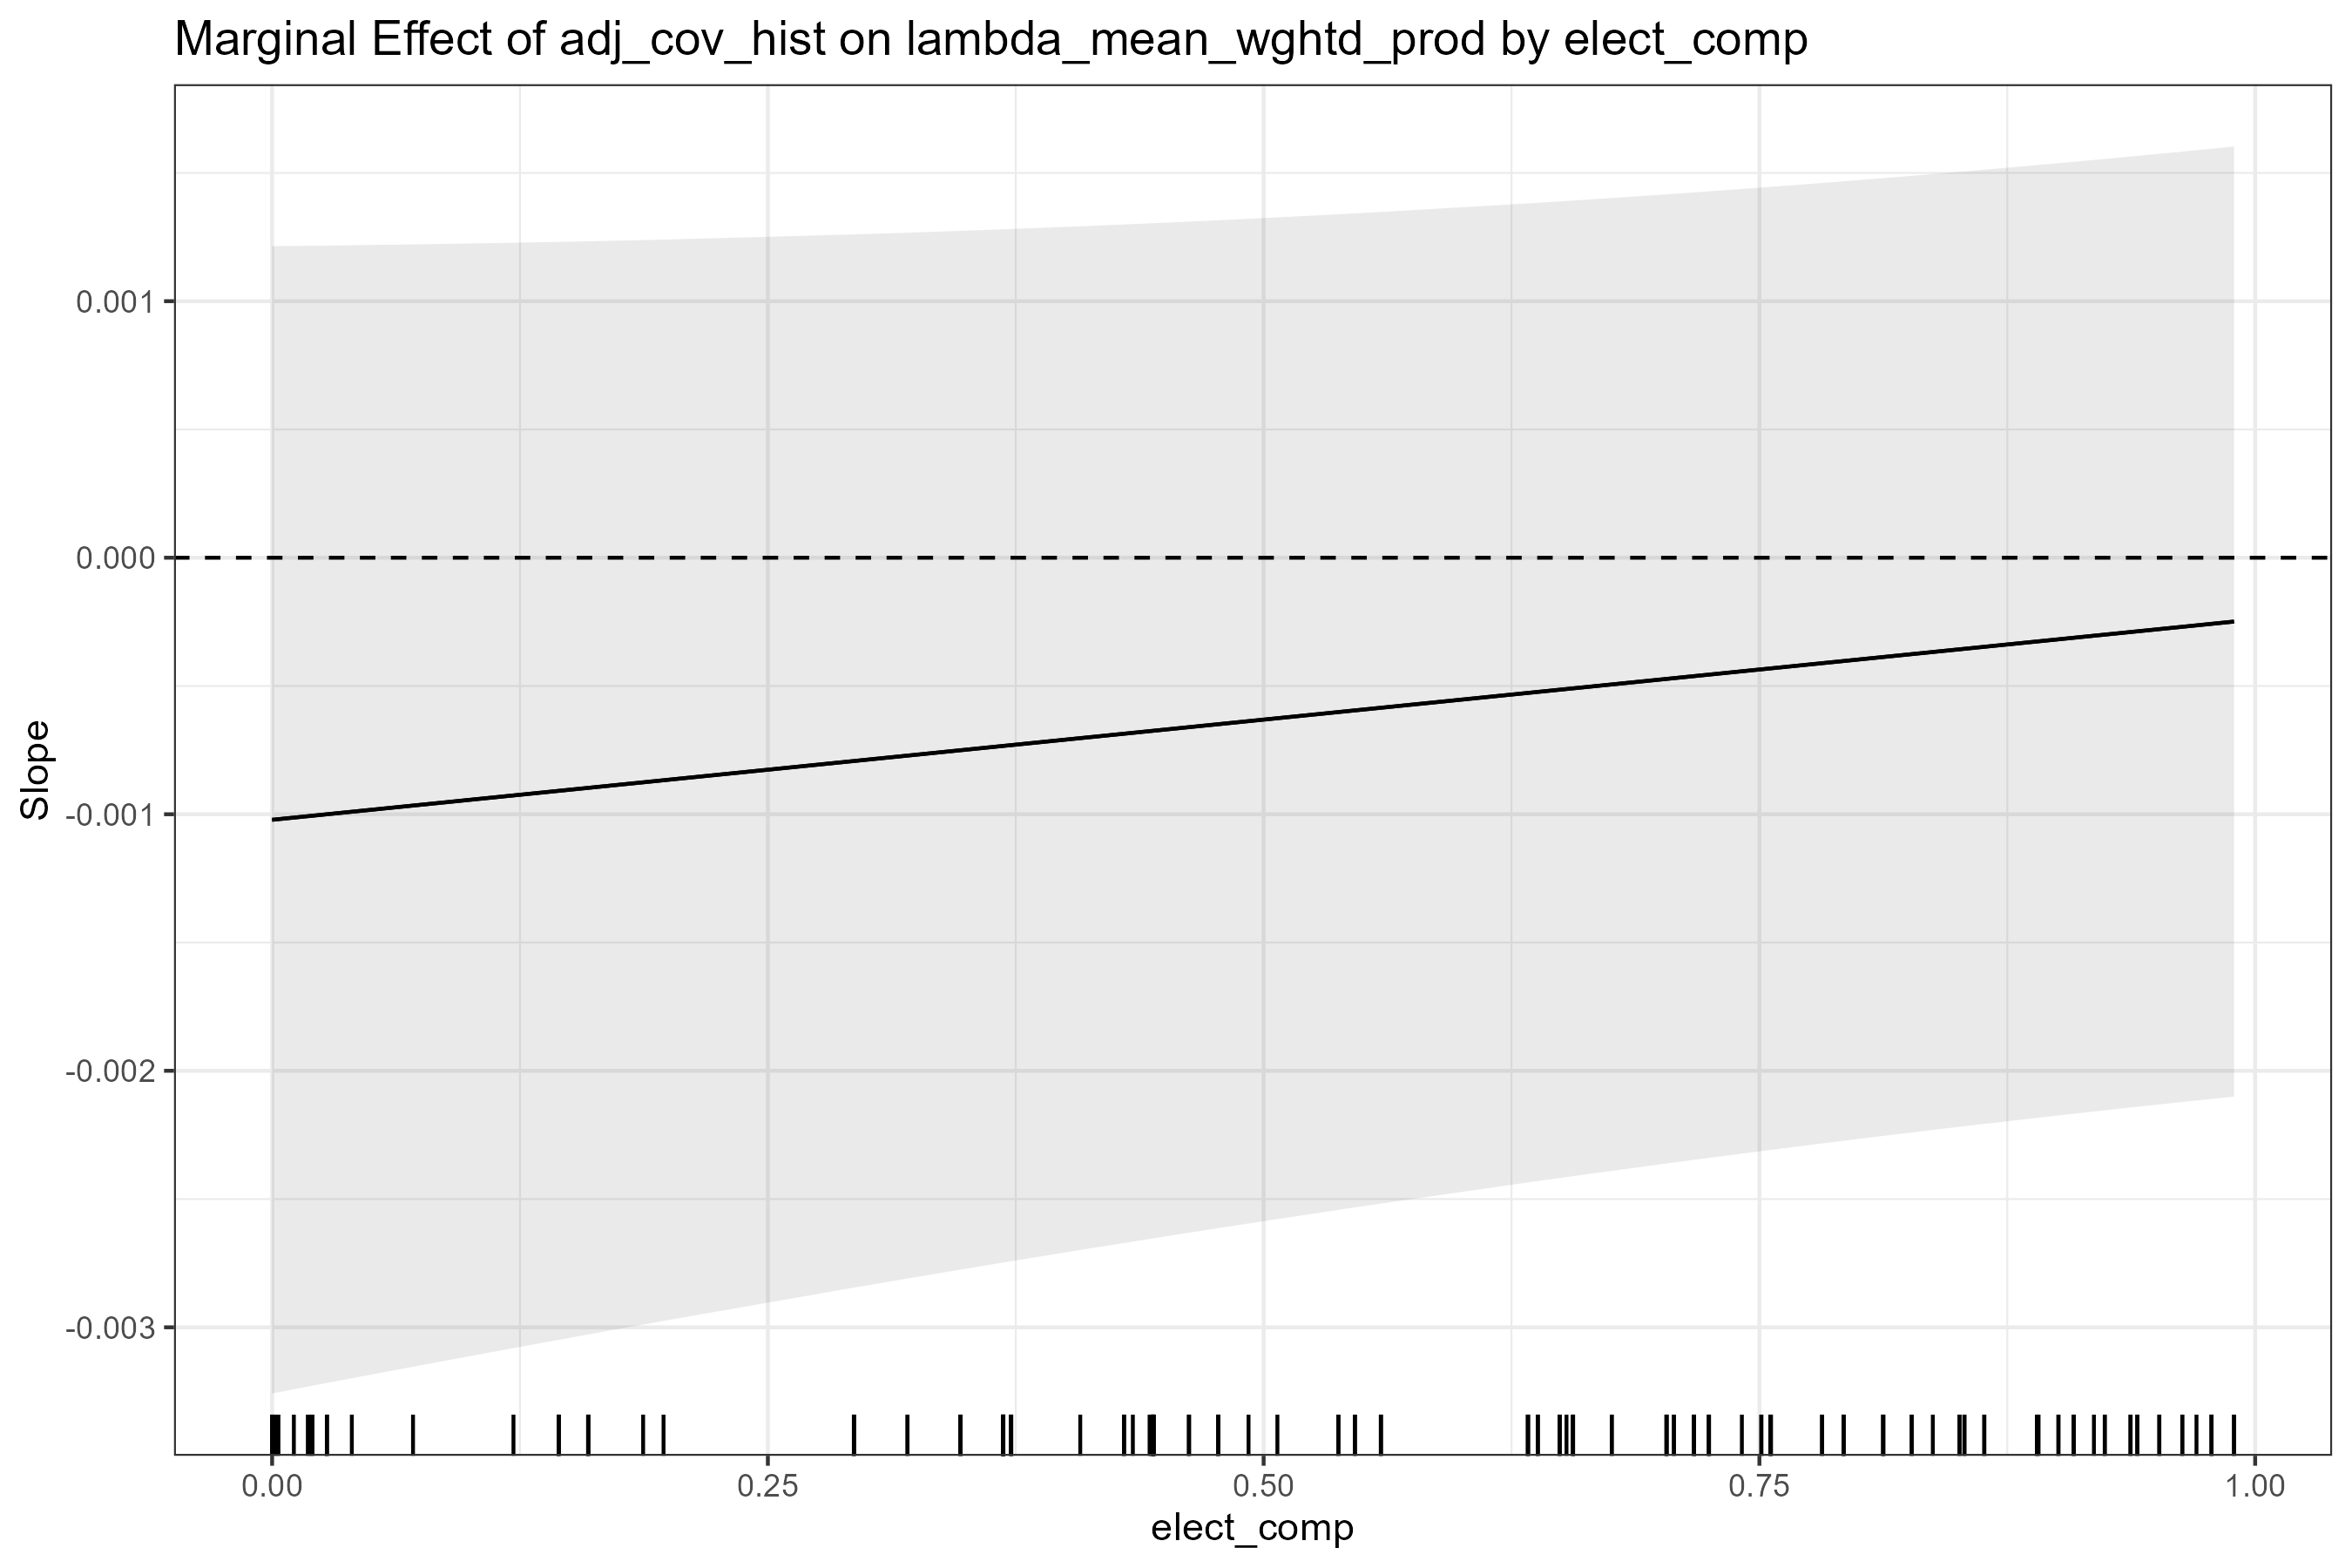 Marginal Effect of adj_cov_hist on lambda_mean_wghtd_prod by elect_comp
0.001
0.000
-0.001
-0.002
-0.003
Slope
0.00 0.25 0.50 0.75 1.00
elect_comp